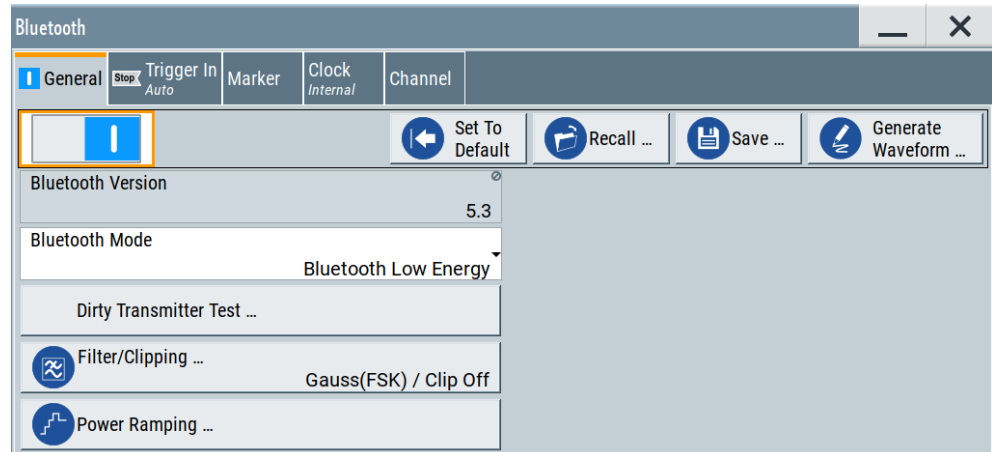 Bluetooth
General
Stop
Trigger In
Auto
Marker
Clock
Internal
Channel
Set To
Default
Recall ...
Save ...
Generate
Waveform ...
Bluetooth Version
5.3
Bluetooth Mode
Bluetooth Low Energy
Dirty Transmitter Test ...
Filter/Clipping ...
Gauss(FSK) / Clip Off
Power Ramping ...